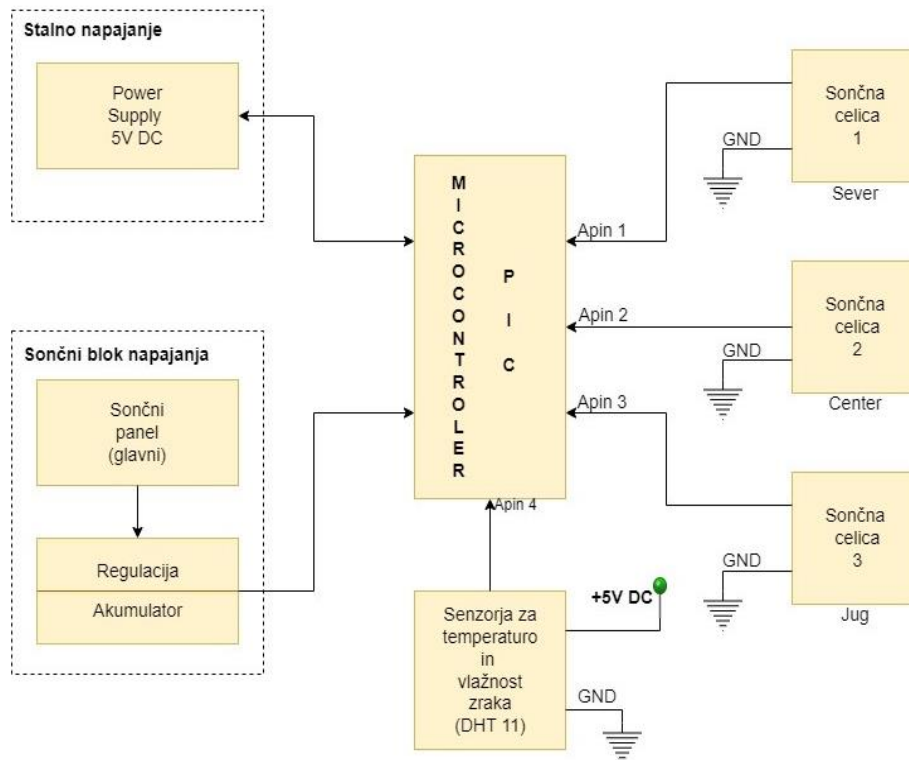 Stalno napajanje
Power
Supply
5V DC
Sončni blok napajanja
Sončni
panel
(glavni)
Regulacija
Akumulator
MICROCONTROLER
P I C
Apin 1
Apin 2
Apin 3
Apin 4
Senzorja za
temperaturo
in
vlažnost
zraka
(DHT 11)
+5V DC
GND
Sončna
celica
1
GND
Sever
Sončna
celica
2
GND
Center
Sončna
celica
3
GND
Jug